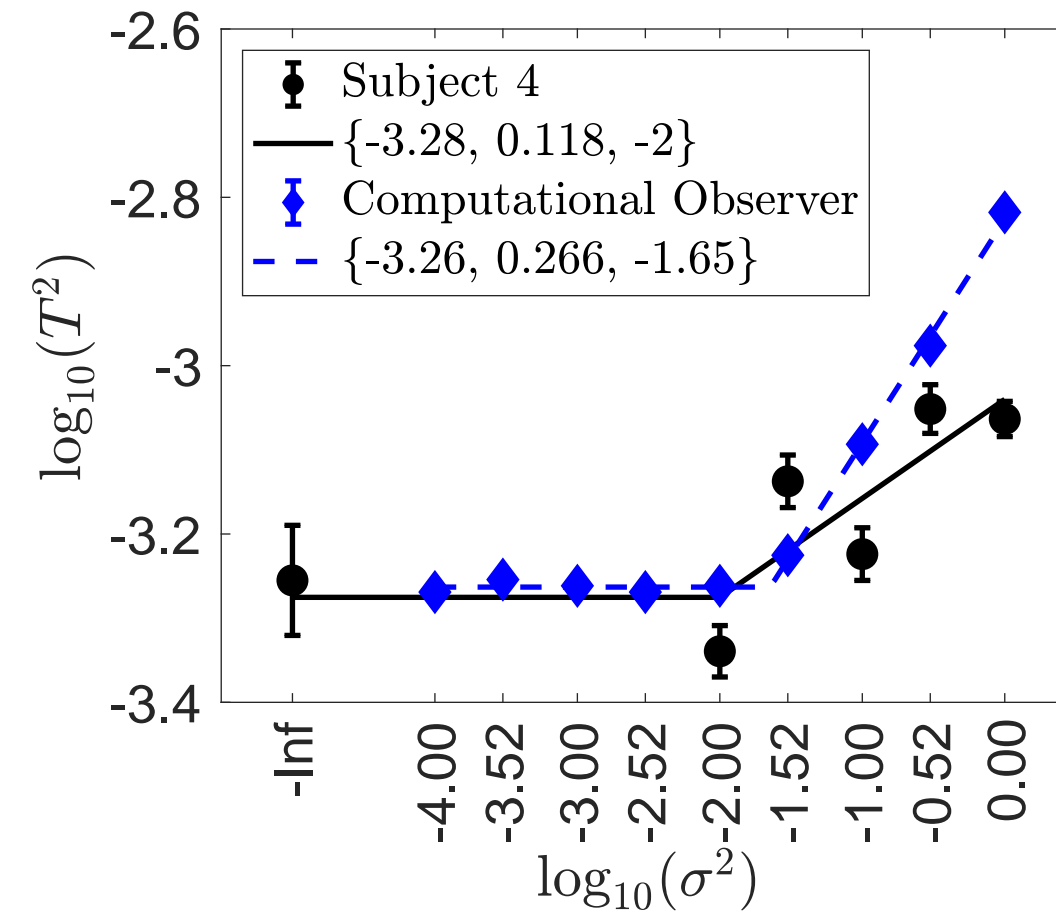 -2.6
-2.8
-3
-3.2
-3.4
log₁₀(T²)
Subject 4
{-3.28, 0.118, -2}
Computational Observer
{-3.26, 0.266, -1.65}
-Inf
-4.00
-3.52
-3.00
-2.52
-2.00
-1.52
-1.00
-0.52
0.00
log₁₀(σ²)